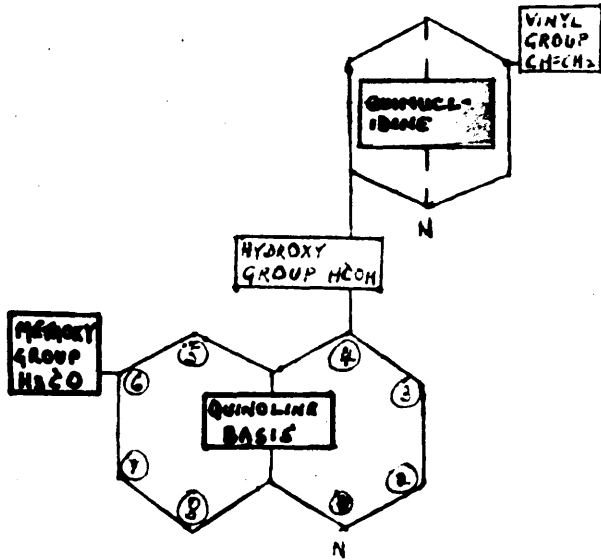 VINYL
GROUP
CH=CH2
QUINUCL-
IDINE
N
HYDROXY
GROUP HCOH
METHOXY
GROUP
H3CO
5
4
6
3
QUINOLINE
BASIS
7
2
8
N